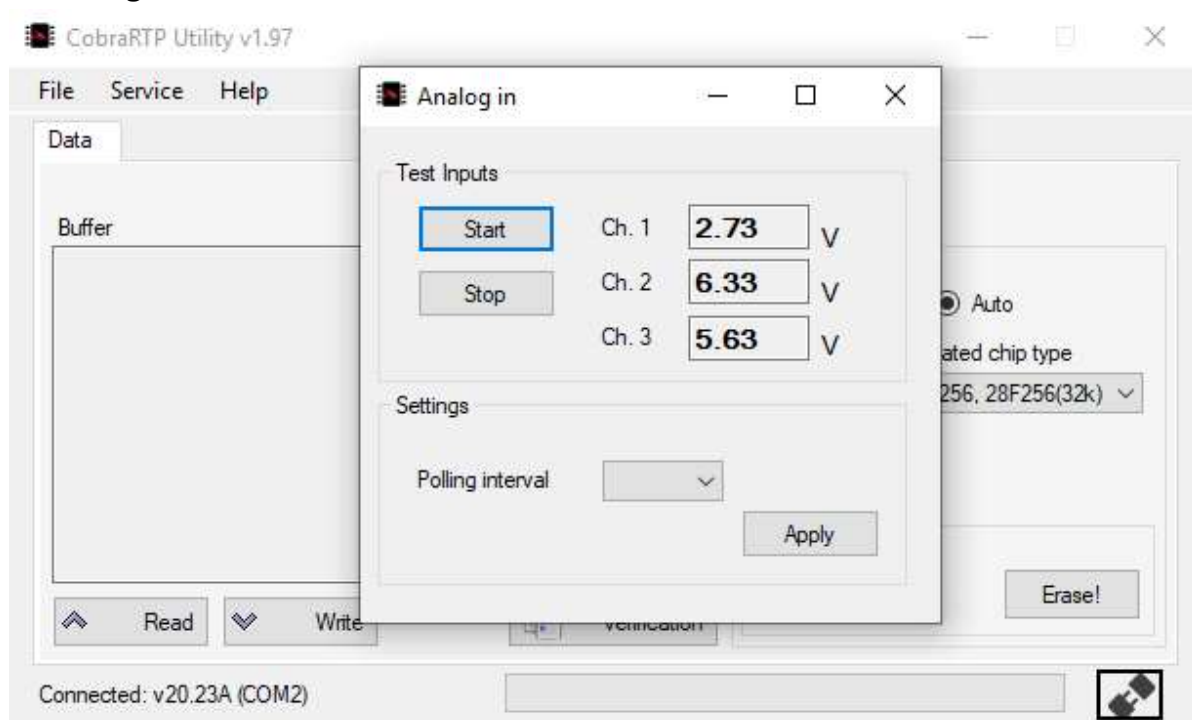 CobraRTP Utility v1.97
File Service Help
Data
Buffer
Read
Write
Analog in
Test Inputs
Start
Stop
Ch. 1 2.73 V
Ch. 2 6.33 V
Ch. 3 5.63 V
Settings
Polling interval
Apply
Auto
ated chip type
256, 28F256(32k)
Verification
Erase!
Connected: v20.23A (COM2)